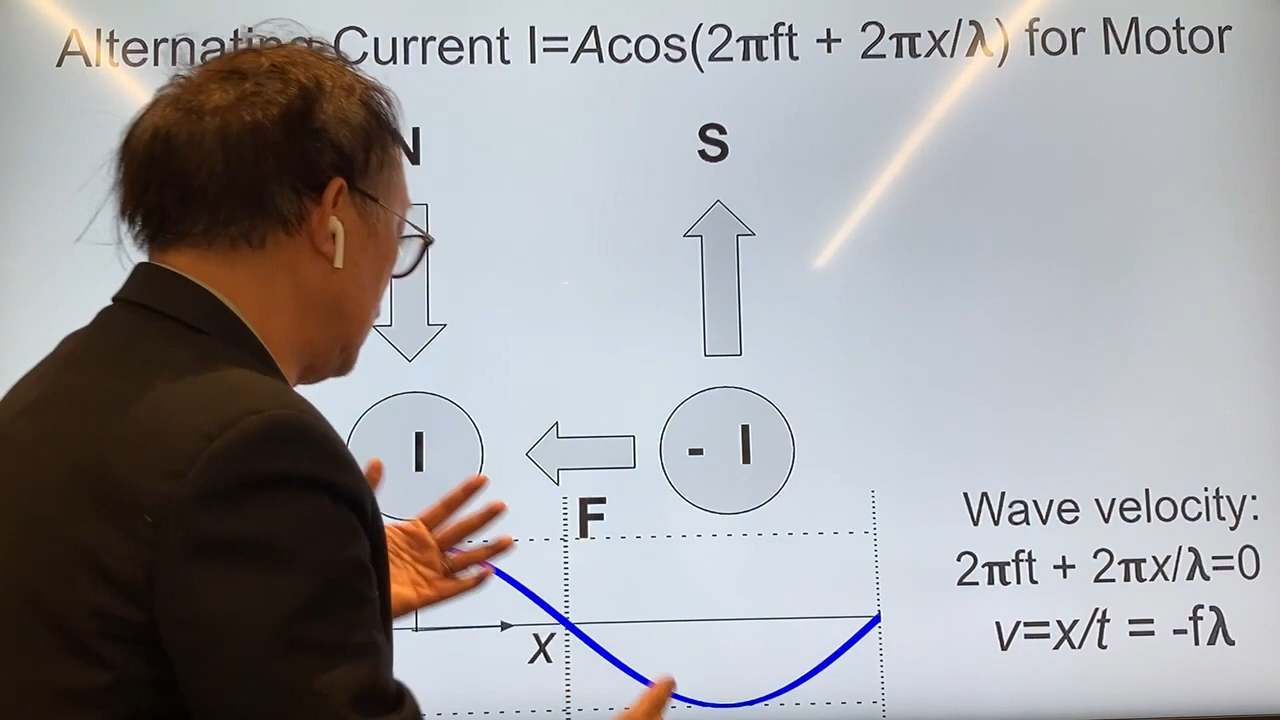 Alternating Current I=Acos(2πft + 2πx/λ) for Motor
N S
I - I
F
X
Wave velocity:
2πft + 2πx/λ=0
v=x/t = -fλ